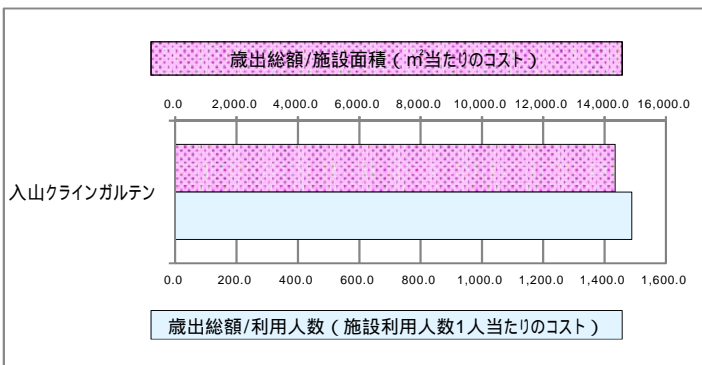 歳出総額/施設面積（㎡当たりのコスト）
0.0 2,000.0 4,000.0 6,000.0 8,000.0 10,000.0 12,000.0 14,000.0 16,000.0
入山クラインガルテン
0.0 200.0 400.0 600.0 800.0 1,000.0 1,200.0 1,400.0 1,600.0
歳出総額/利用人数（施設利用人数1人当たりのコスト）